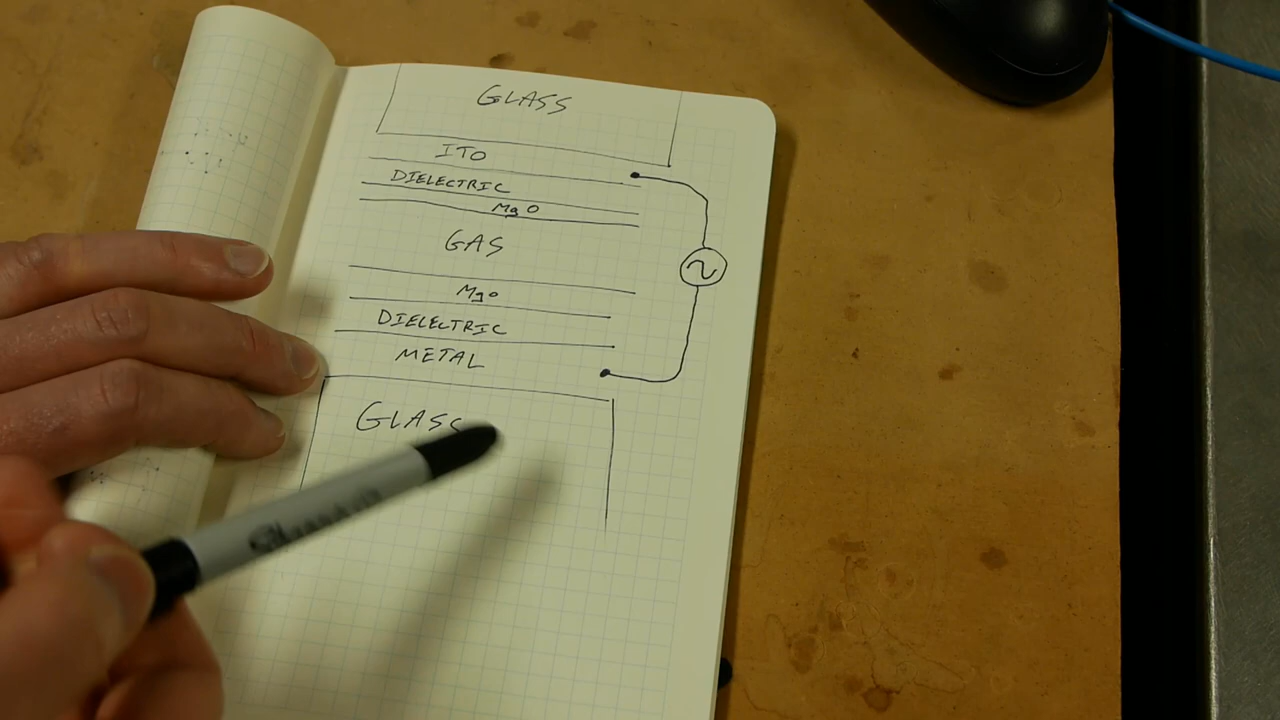 GLASS
ITO
DIELECTRIC
MgO
GAS
MgO
DIELECTRIC
METAL
GLASS